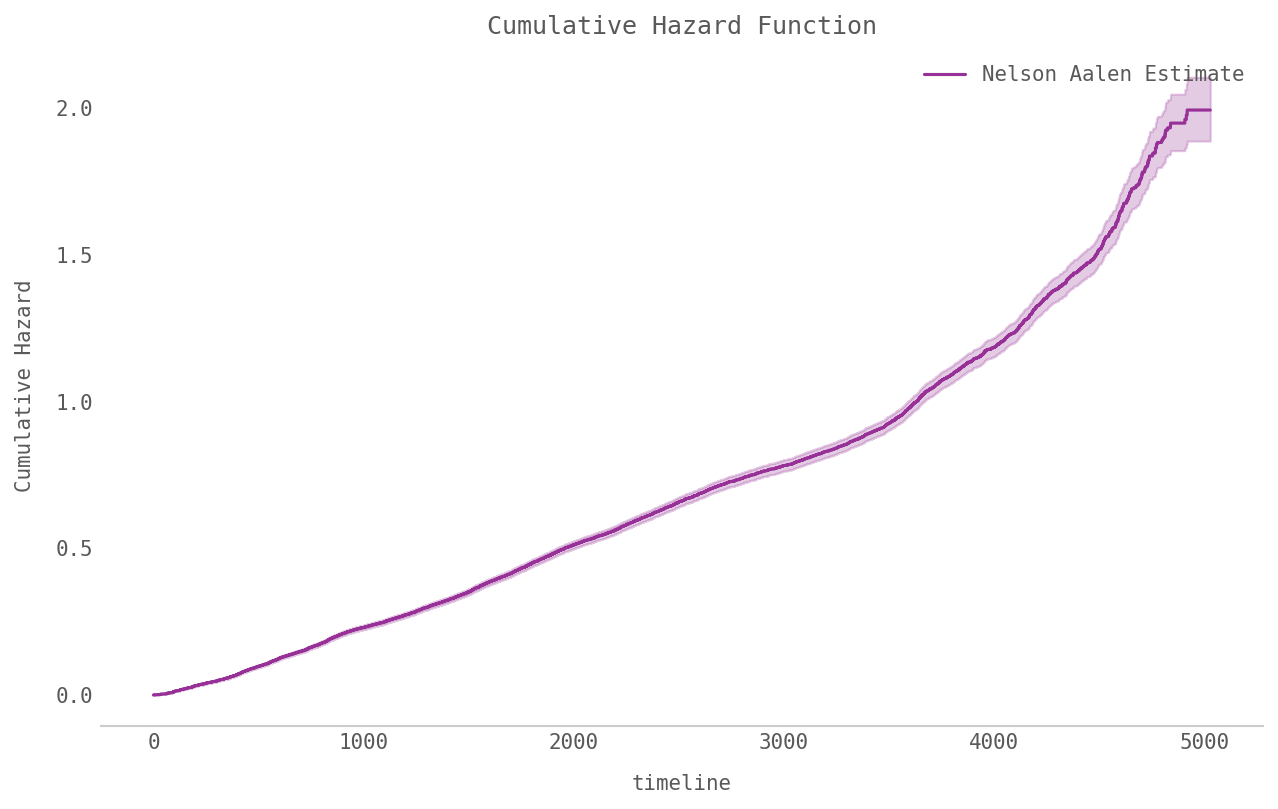 Cumulative Hazard Function
Nelson Aalen Estimate
2.0
1.5
1.0
0.5
0.0
Cumulative Hazard
0 1000 2000 3000 4000 5000
timeline